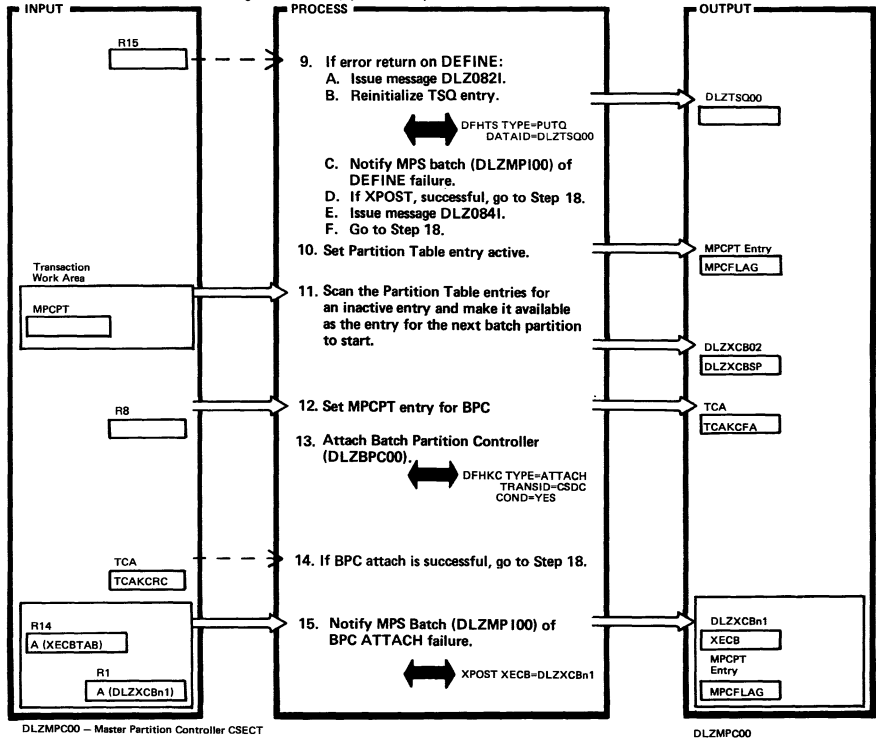 INPUT
PROCESS
OUTPUT
R15
9. If error return on DEFINE:
A. Issue message DLZ082I.
B. Reinitialize TSQ entry.
DLZTSQ00
DFHTS TYPE=PUTQ
DATAID=DLZTSQ00
C. Notify MPS batch (DLZMPI00) of
DEFINE failure.
D. If XPOST, successful, go to Step 18.
E. Issue message DLZ084I.
F. Go to Step 18.
10. Set Partition Table entry active.
MPCPT Entry
MPCFLAG
Transaction
Work Area
MPCPT
11. Scan the Partition Table entries for
an inactive entry and make it available
as the entry for the next batch partition
to start.
DLZXCB02
DLZXCBSP
R8
12. Set MPCPT entry for BPC
TCA
TCAKCFA
13. Attach Batch Partition Controller
(DLZBPC00).
DFHKC TYPE=ATTACH
TRANSID=CSDC
COND=YES
TCA
TCAKCRC
14. If BPC attach is successful, go to Step 18.
R14
A (XECBTAB)
R1
A (DLZXCBn1)
15. Notify MPS Batch (DLZMPI00) of
BPC ATTACH failure.
XPOST XECB=DLZXCBn1
DLZXCBn1
XECB
MPCPT
Entry
MPCFLAG
DLZMPC00 – Master Partition Controller CSECT
DLZMPC00